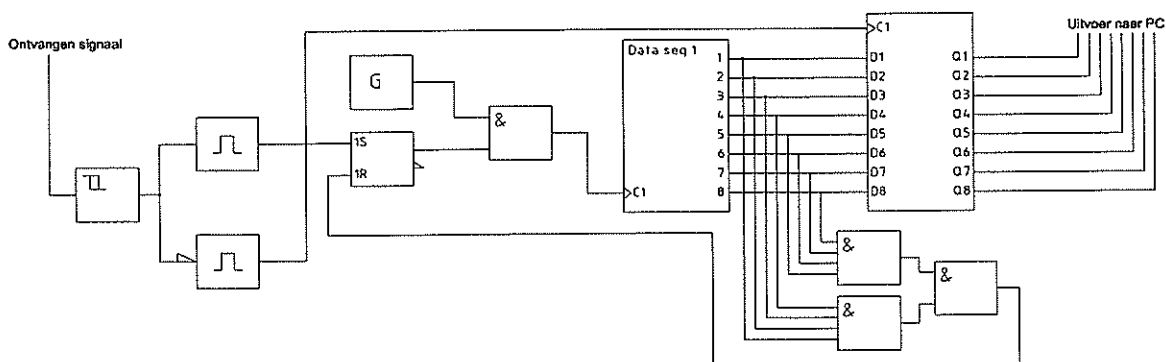 Ontvangen signaal
Uitvoer naar PC
G
1S
1R
&
Data seq 1
1
2
3
4
5
6
7
8
C1
C1
D1
D2
D3
D4
D5
D6
D7
D8
Q1
Q2
Q3
Q4
Q5
Q6
Q7
Q8
&
&
&